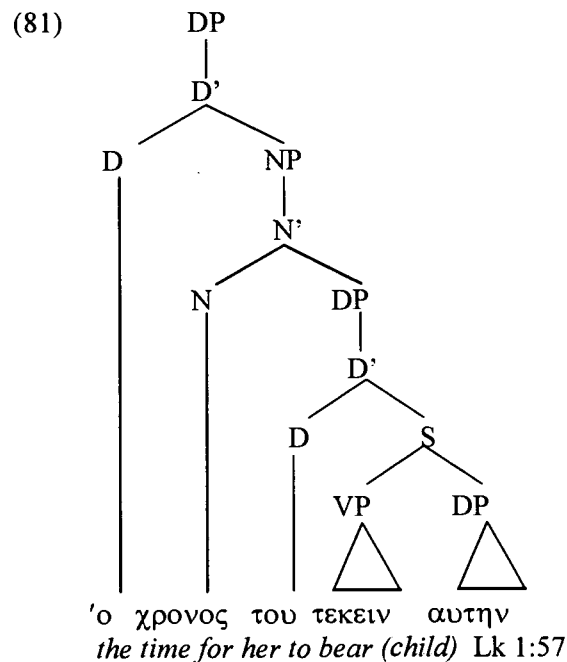 (81) DP
D’
D NP
N’
N DP
D’
D S
VP DP
'ο χρονος του τεκειν αυτην
the time for her to bear (child) Lk 1:57